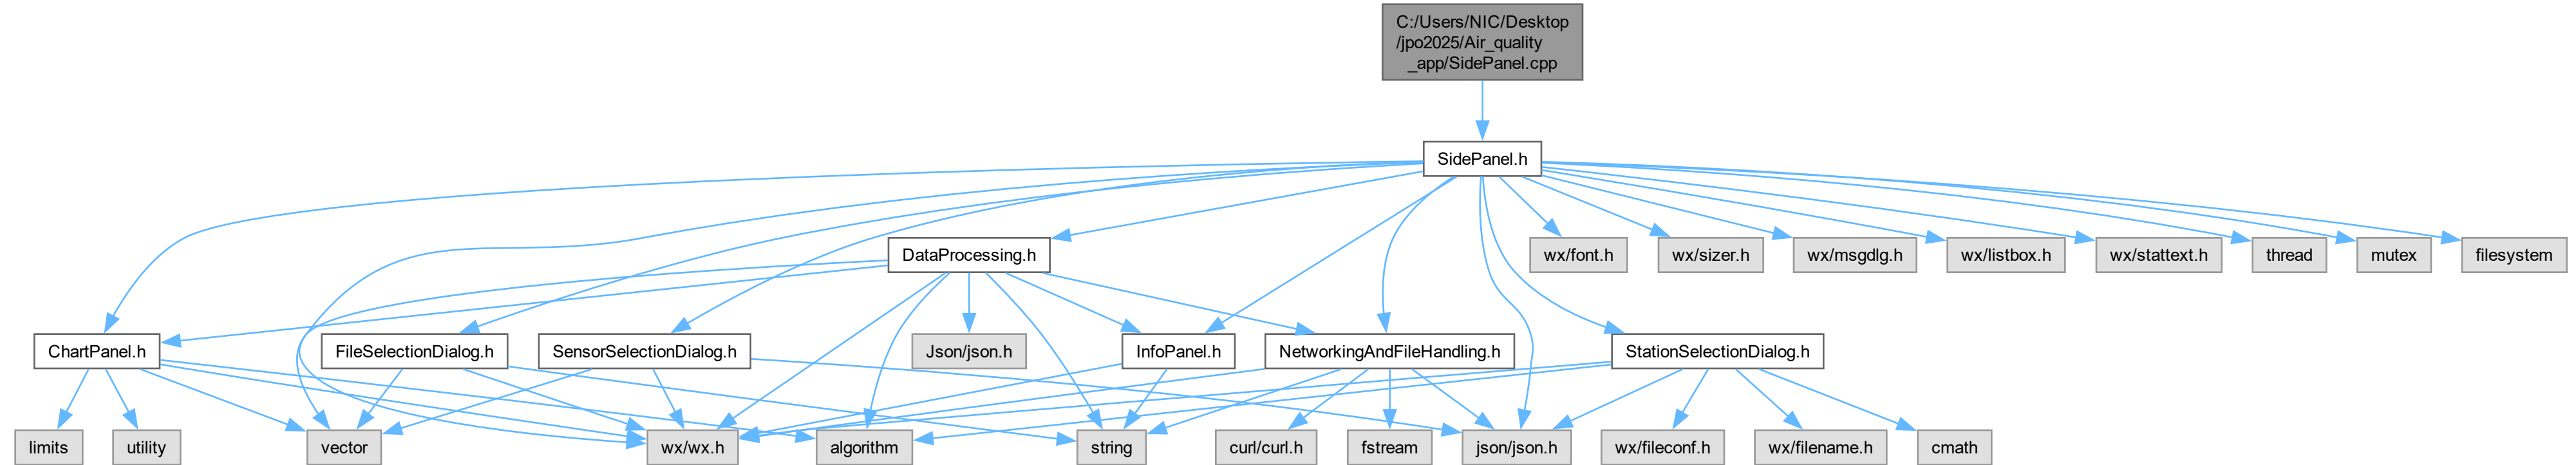 C:/Users/NIC/Desktop
/jpo2025/Air_quality
_app/SidePanel.cpp
SidePanel.h
DataProcessing.h
wx/font.h
wx/sizer.h
wx/msgdlg.h
wx/listbox.h
wx/stattext.h
thread
mutex
filesystem
ChartPanel.h
FileSelectionDialog.h
SensorSelectionDialog.h
Json/json.h
InfoPanel.h
NetworkingAndFileHandling.h
StationSelectionDialog.h
limits
utility
vector
wx/wx.h
algorithm
string
curl/curl.h
fstream
json/json.h
wx/fileconf.h
wx/filename.h
cmath